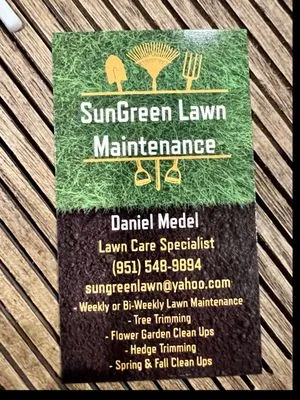 SunGreen Lawn
Maintenance
Daniel Medel
Lawn Care Specialist
(951) 548-9894
sungreenlawn@yahoo.com
- Weekly or Bi-Weekly Lawn Maintenance
- Tree Trimming
- Flower Garden Clean Ups
- Hedge Trimming
- Spring & Fall Clean Ups